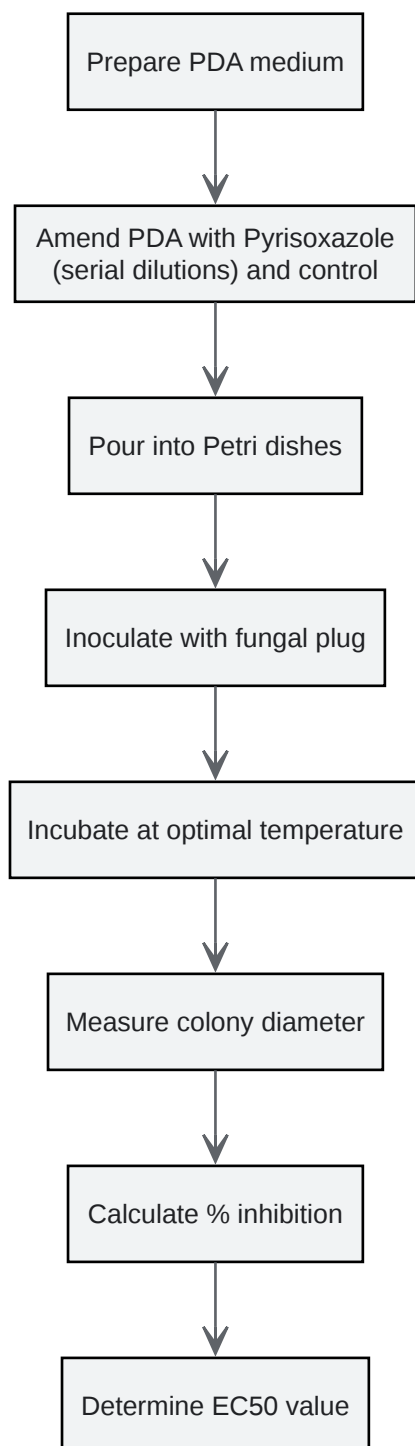 Prepare PDA medium
Amend PDA with Pyrisoxazole
(serial dilutions) and control
Pour into Petri dishes
Inoculate with fungal plug
Incubate at optimal temperature
Measure colony diameter
Calculate % inhibition
Determine EC50 value